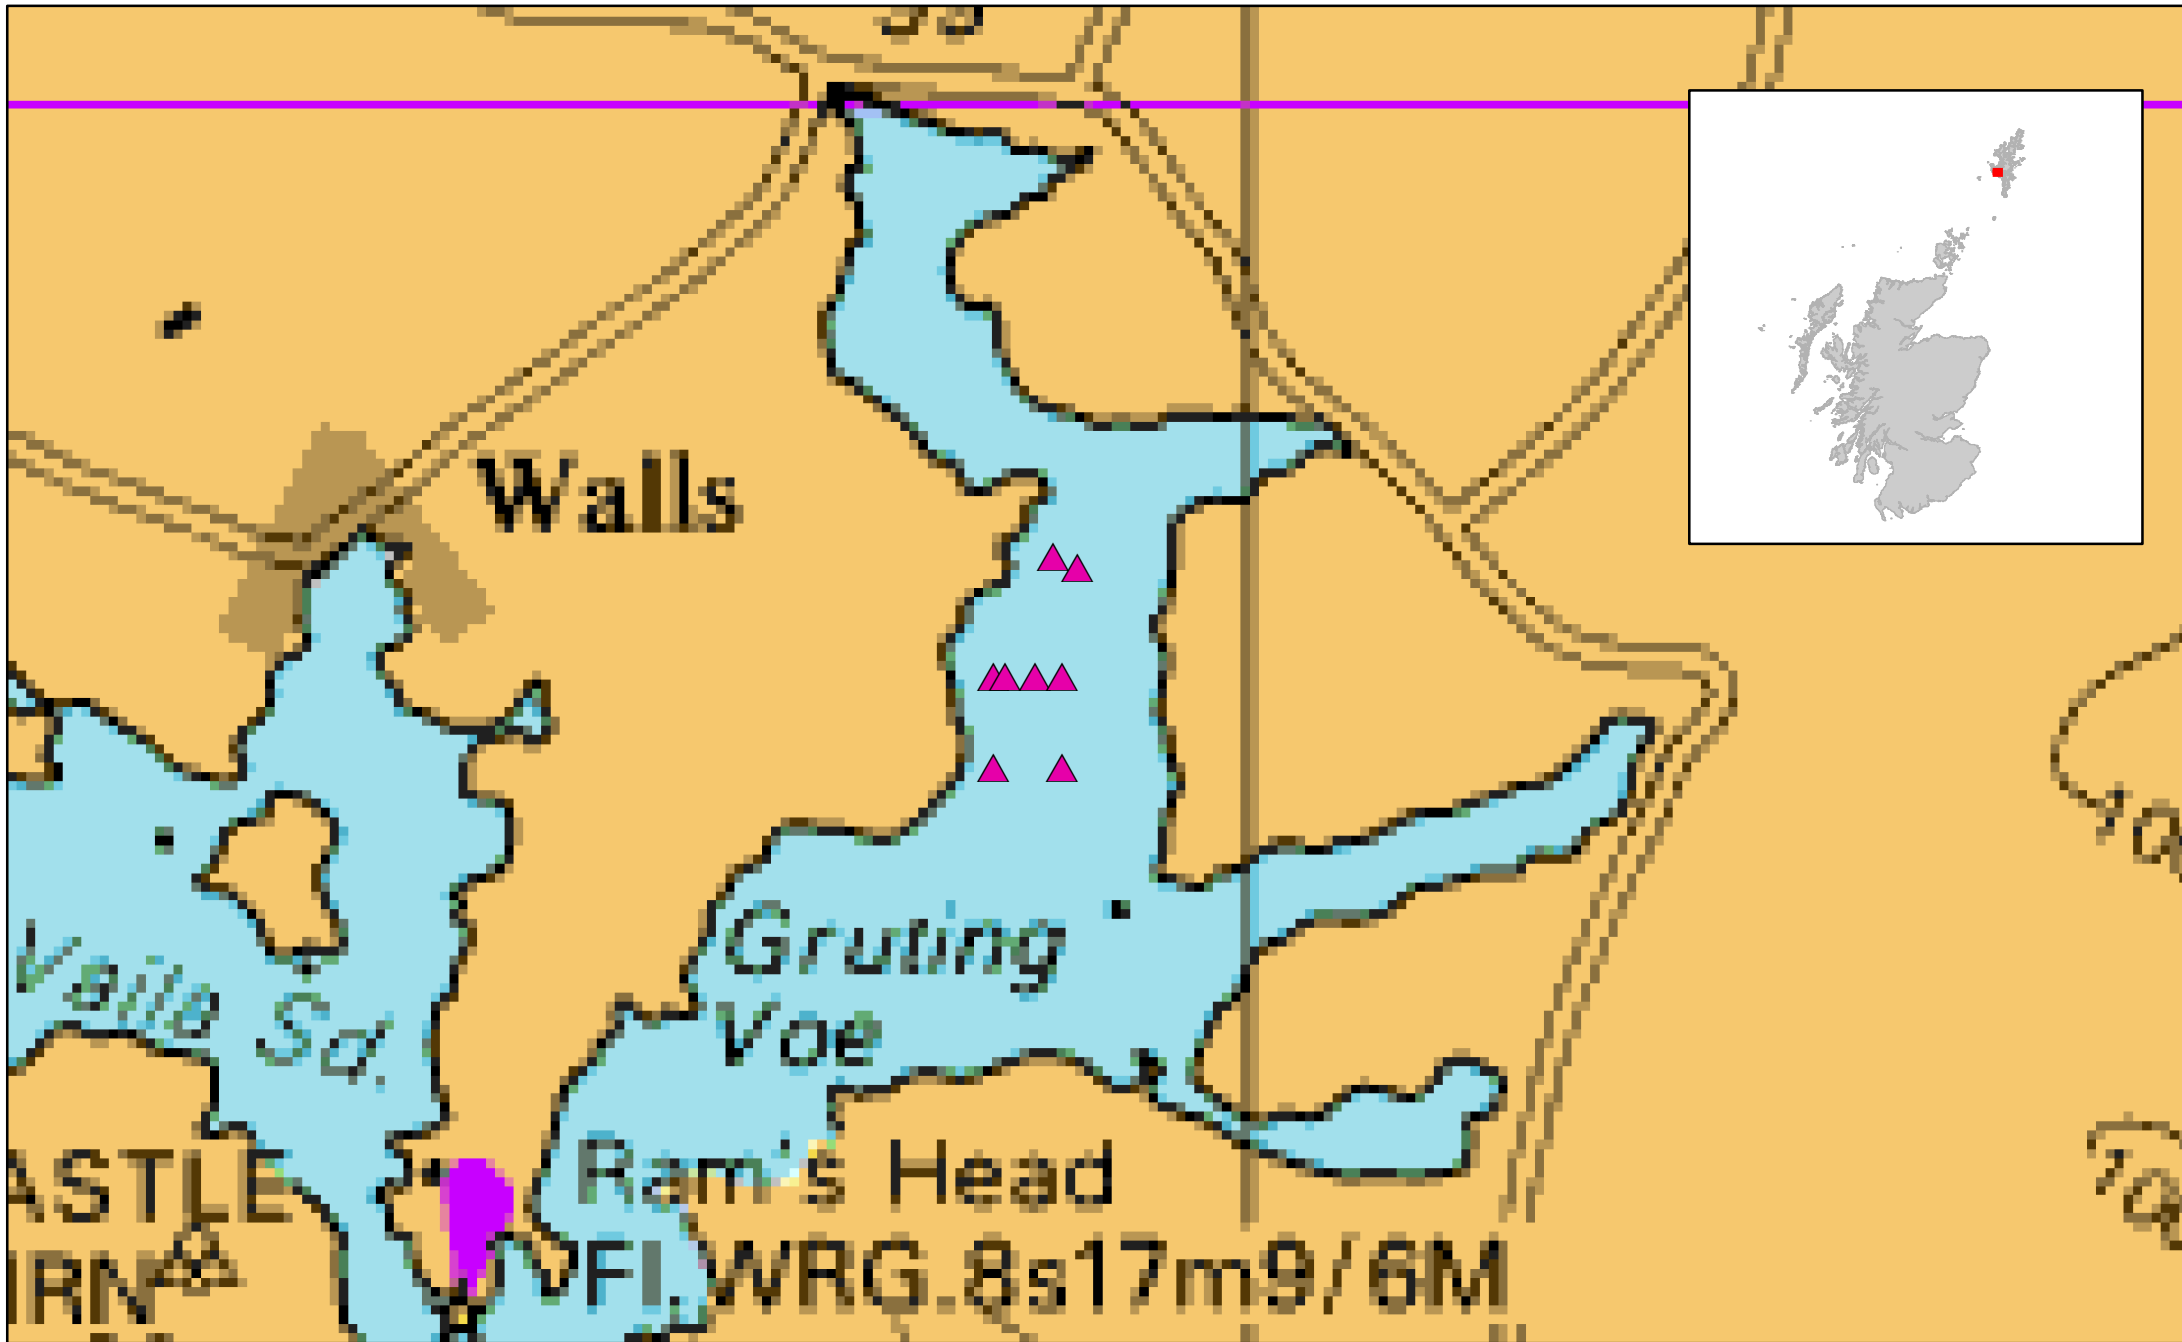 Walls
Gruting
Voe
Vaila Sd.
Ram's Head
Fl.WRG.8s17m9/6M
ASTLE
IRN